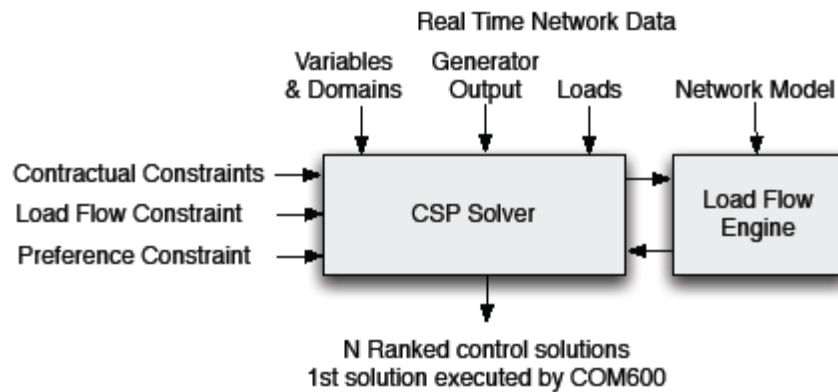 Real Time Network Data
Variables
& Domains
Generator
Output
Loads
Network Model
Contractual Constraints
Load Flow Constraint
Preference Constraint
CSP Solver
Load Flow
Engine
N Ranked control solutions
1st solution executed by COM600